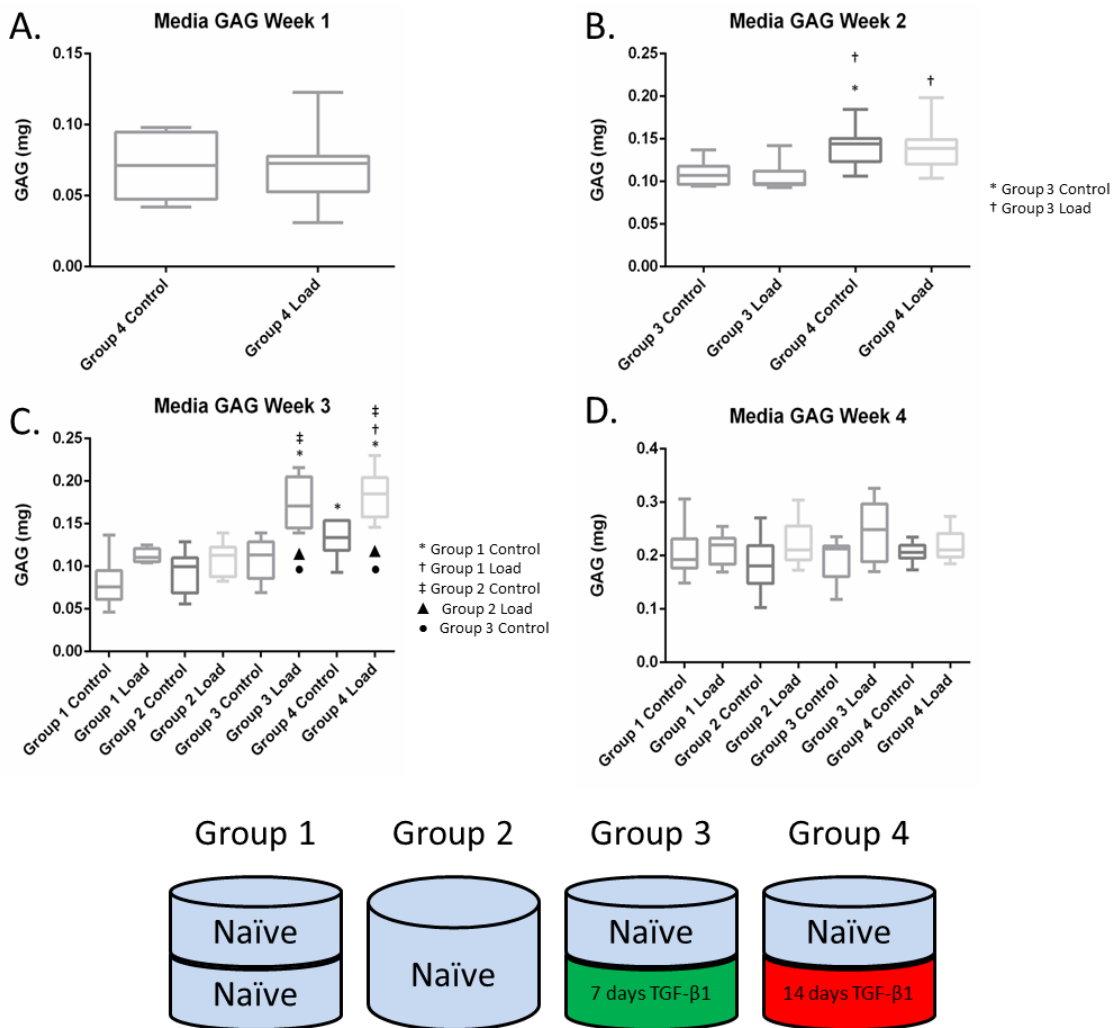 A.
Media GAG Week 1
GAG (mg)
0.15
0.10
0.05
0.00
Group 4 Control
Group 4 Load
B.
Media GAG Week 2
GAG (mg)
0.25
0.20
0.15
0.10
0.05
0.00
†
*
†
Group 3 Control
Group 3 Load
Group 4 Control
Group 4 Load
* Group 3 Control
† Group 3 Load
C.
Media GAG Week 3
GAG (mg)
0.25
0.20
0.15
0.10
0.05
0.00
‡
*
▲
●
*
‡
†
*
▲
●
Group 1 Control
Group 1 Load
Group 2 Control
Group 2 Load
Group 3 Control
Group 3 Load
Group 4 Control
Group 4 Load
* Group 1 Control
† Group 1 Load
‡ Group 2 Control
▲ Group 2 Load
● Group 3 Control
D.
Media GAG Week 4
GAG (mg)
0.4
0.3
0.2
0.1
0.0
Group 1 Control
Group 1 Load
Group 2 Control
Group 2 Load
Group 3 Control
Group 3 Load
Group 4 Control
Group 4 Load
Group 1
Naïve
Naïve
Group 2
Naïve
Group 3
Naïve
7 days TGF-β1
Group 4
Naïve
14 days TGF-β1